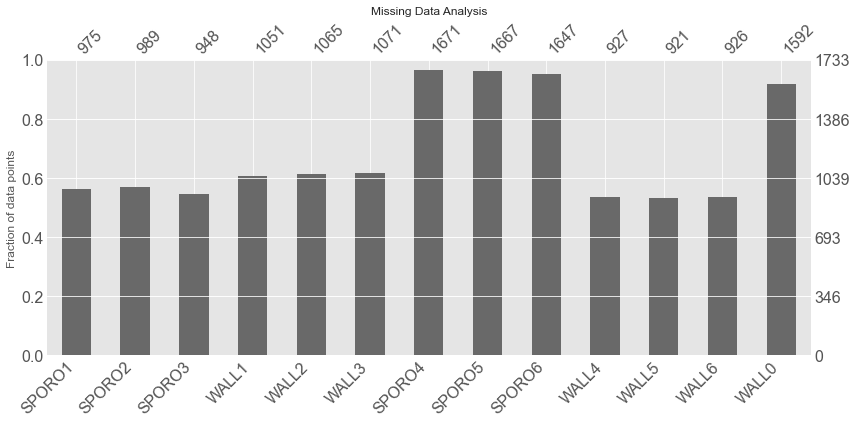 Missing Data Analysis
975 989 948 1051 1065 1071 1671 1667 1647 927 921 926 1592
1.0 1733
0.8 1386
0.6 1039
0.4 693
0.2 346
0.0 0
Fraction of data points
SPORO1 SPORO2 SPORO3 WALL1 WALL2 WALL3 SPORO4 SPORO5 SPORO6 WALL4 WALL5 WALL6 WALL0